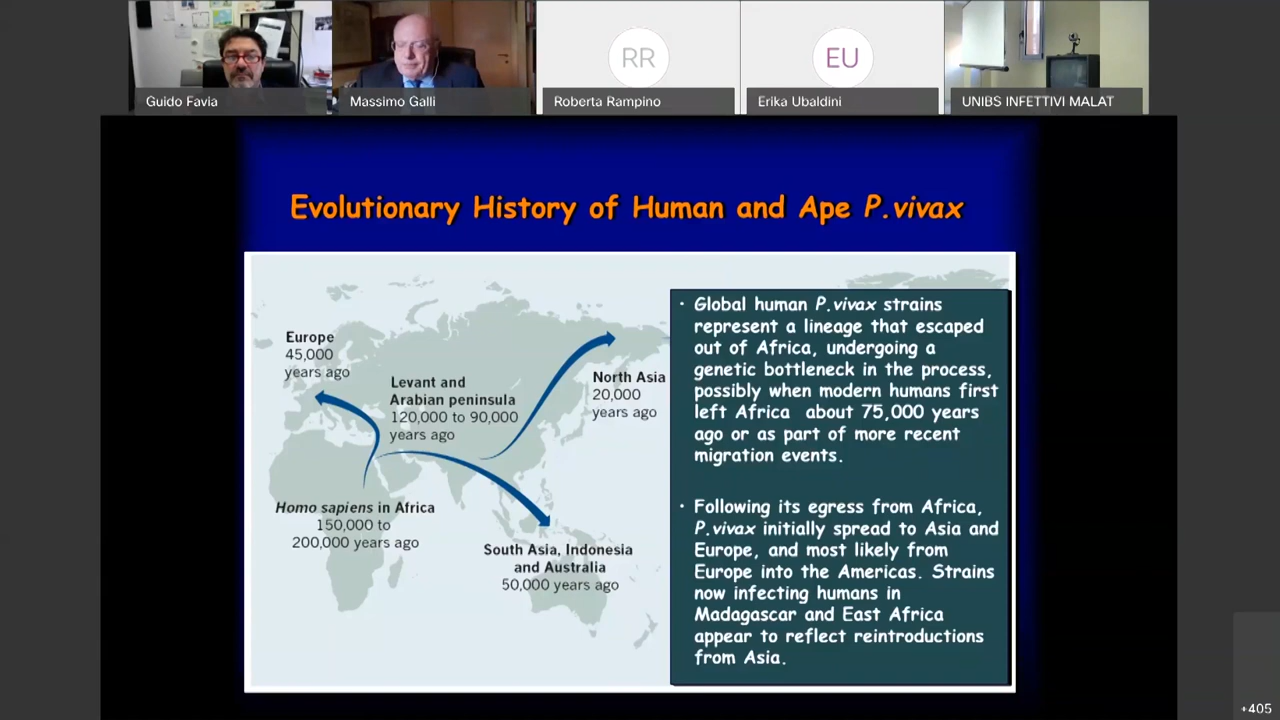 RR
EU
Guido Favia
Massimo Galli
Roberta Rampino
Erika Ubaldini
UNIBS INFETTIVI MALAT
Evolutionary History of Human and Ape P.vivax
Europe
45,000
years ago
Levant and
Arabian peninsula
120,000 to 90,000
years ago
North Asia
20,000
years ago
Homo sapiens in Africa
150,000 to
200,000 years ago
South Asia, Indonesia
and Australia
50,000 years ago
• Global human P.vivax strains
represent a lineage that escaped
out of Africa, undergoing a
genetic bottleneck in the process,
possibly when modern humans first
left Africa about 75,000 years
ago or as part of more recent
migration events.
• Following its egress from Africa,
P.vivax initially spread to Asia and
Europe, and most likely from
Europe into the Americas. Strains
now infecting humans in
Madagascar and East Africa
appear to reflect reintroductions
from Asia.
+405